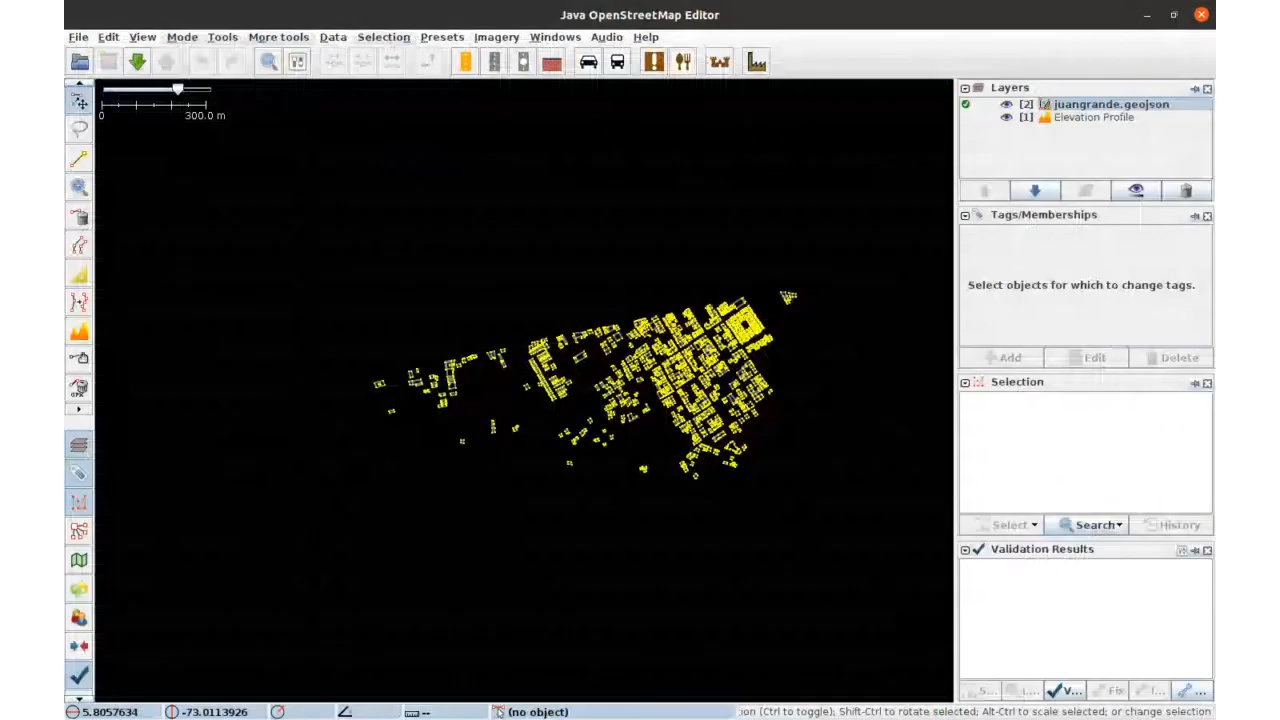 Java OpenStreetMap Editor
File Edit View Mode Tools More tools Data Selection Presets Imagery Windows Audio Help
0 300.0 m
Layers
[2] juangrande.geojson
[1] Elevation Profile
Tags/Memberships
Select objects for which to change tags.
Add Edit Delete
Selection
Select Search History
Validation Results
S... L... V... Fix I... ...
5.8057634 -73.0113926 -- (no object) ion (Ctrl to toggle); Shift-Ctrl to rotate selected; Alt-Ctrl to scale selected; or change selection